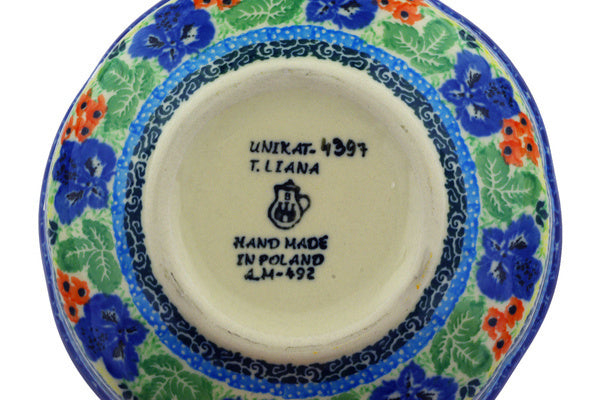 UNIKAT-4397
T. LIANA
B
HAND MADE
IN POLAND
A.M-492